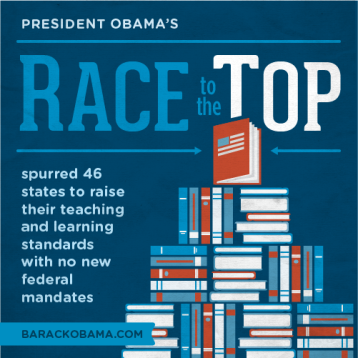 PRESIDENT OBAMA'S
RACE to the TOP
spurred 46
states to raise
their teaching
and learning
standards
with no new
federal
mandates
BARACKOBAMA.COM